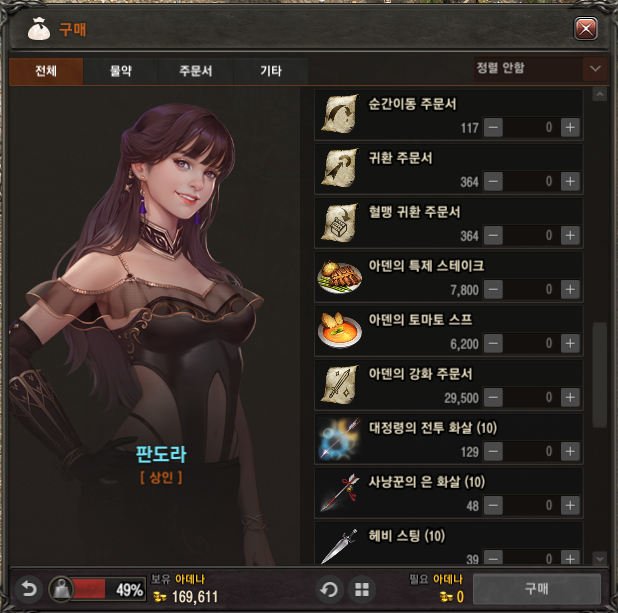 구매
전체
물약
주문서
기타
정렬 안함
순간이동 주문서
117
0
귀환 주문서
364
0
혈맹 귀환 주문서
364
0
아덴의 특제 스테이크
7,800
0
아덴의 토마토 스프
6,200
0
아덴의 강화 주문서
29,500
0
대정령의 전투 화살 (10)
129
0
사냥꾼의 은 화살 (10)
48
0
헤비 스팅 (10)
39
0
판도라
[ 상인 ]
49%
보유 아데나
169,611
필요 아데나
0
구매